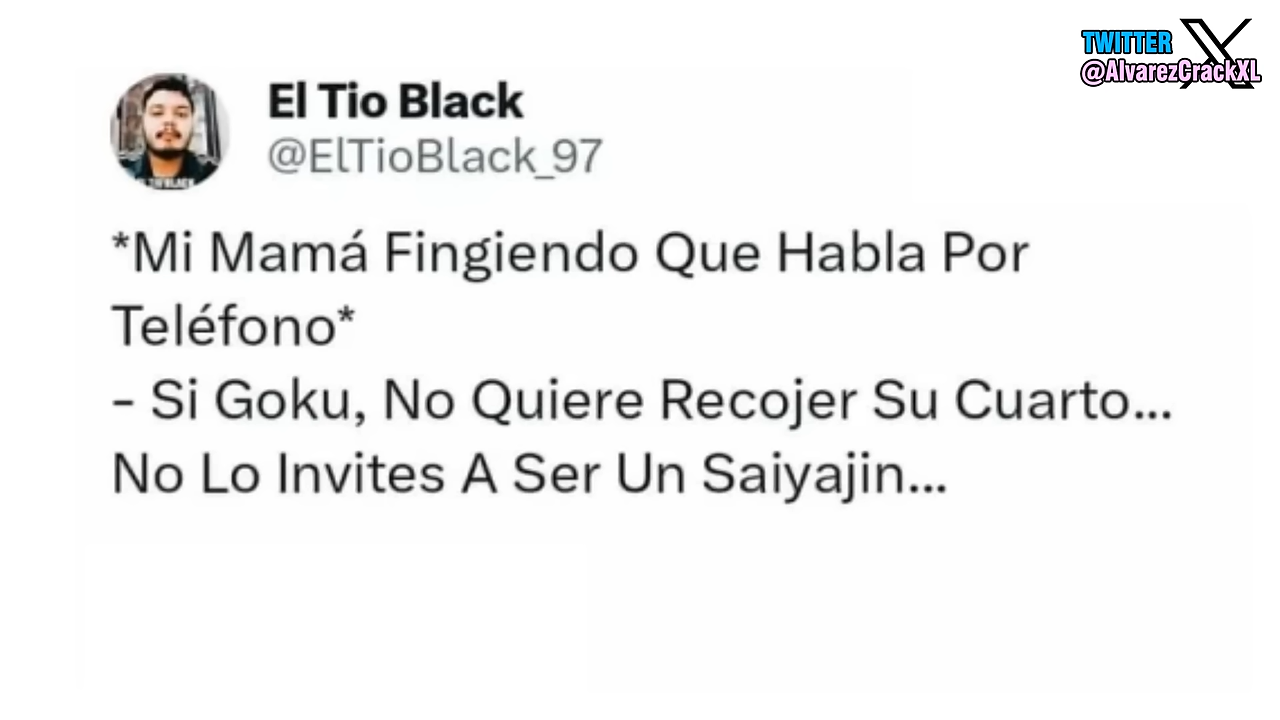 TWITTER
@AlvarezCrackXL
El Tio Black
@ElTioBlack_97
*Mi Mamá Fingiendo Que Habla Por
Teléfono*
- Si Goku, No Quiere Recojer Su Cuarto...
No Lo Invites A Ser Un Saiyajin...